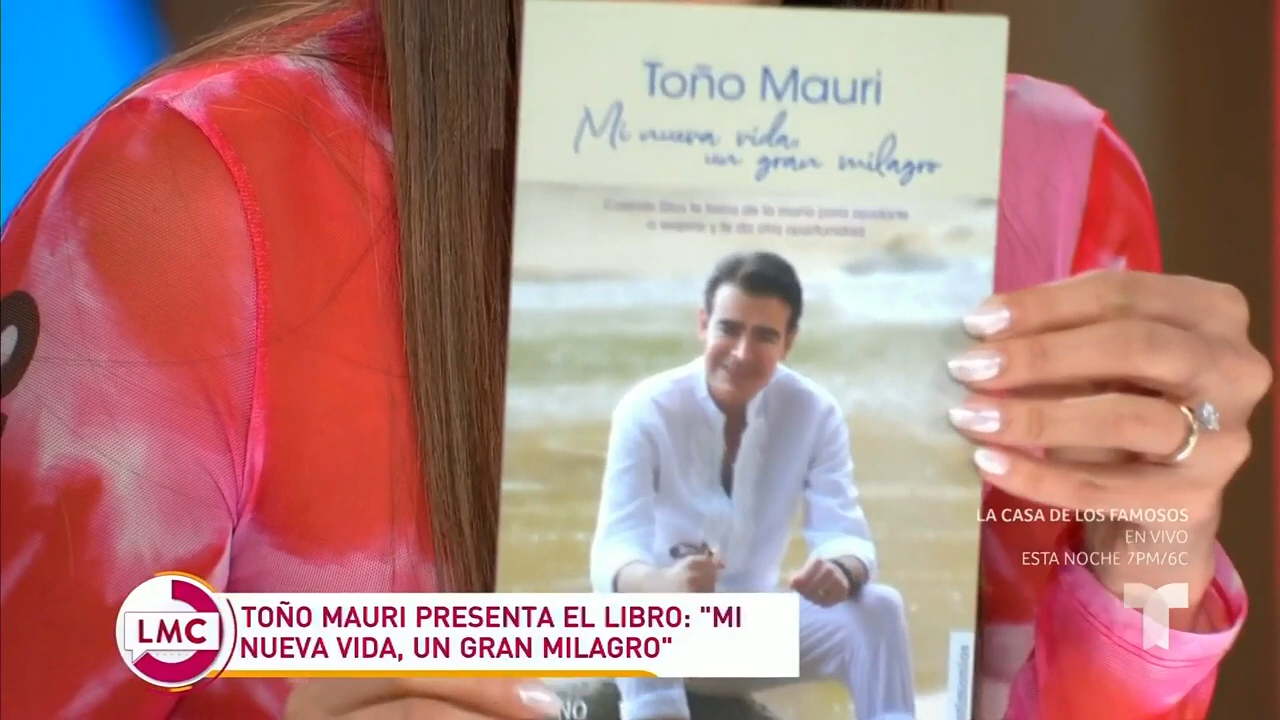 Toño Mauri
Mi nueva vida,
un gran milagro
LA CASA DE LOS FAMOSOS
EN VIVO
ESTA NOCHE 7PM/6C
LMC
TOÑO MAURI PRESENTA EL LIBRO: "MI
NUEVA VIDA, UN GRAN MILAGRO"